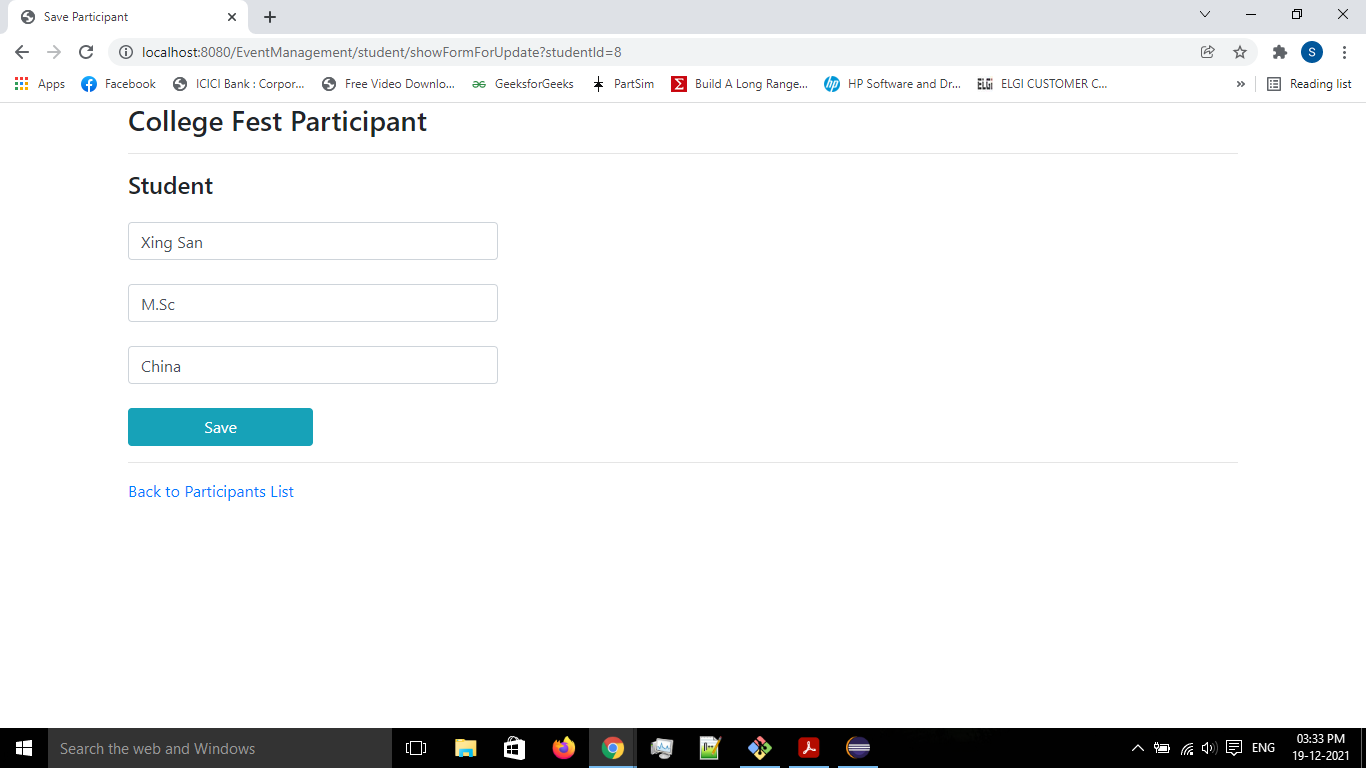 Save Participant
localhost:8080/EventManagement/student/showFormForUpdate?studentId=8
S
Apps Facebook ICICI Bank : Corpor... Free Video Downlo... GeeksforGeeks PartSim Build A Long Range... HP Software and Dr... ELGI ELGI CUSTOMER C... » Reading list
College Fest Participant
Student
Xing San
M.Sc
China
Save
Back to Participants List
Search the web and Windows
ENG
03:33 PM
19-12-2021